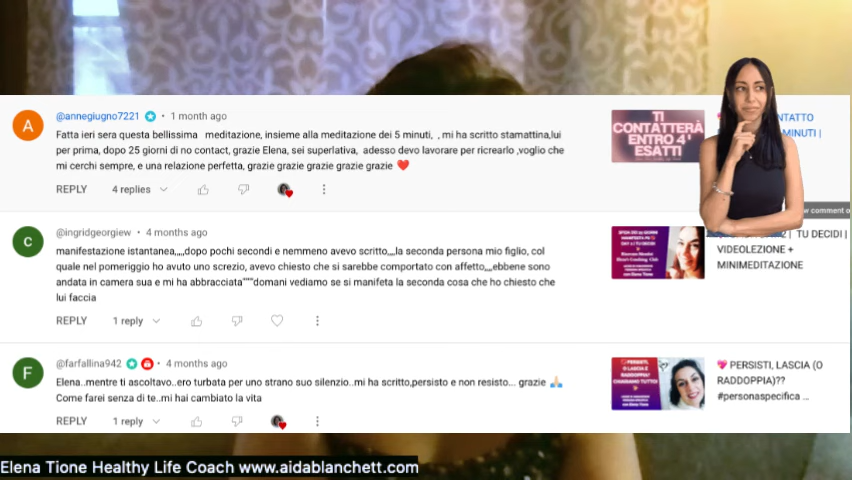 @annegiugno7221 • 1 month ago
Fatta ieri sera questa bellissima meditazione, insieme alla meditazione dei 5 minuti, , mi ha scritto stamattina,lui
per prima, dopo 25 giorni di no contact, grazie Elena, sei superlativa, adesso devo lavorare per ricrearlo ,voglio che
mi cerchi sempre, e una relazione perfetta, grazie grazie grazie grazie grazie ❤️
REPLY 4 replies
TI
CONTATTERÀ
ENTRO 4'
ESATTI
@ingridgeorgiew • 4 months ago
manifestazione istantanea,,,,,dopo pochi secondi e nemmeno avevo scritto,,,,la seconda persona mio figlio, col
quale nel pomeriggio ho avuto uno screzio, avevo chiesto che si sarebbe comportato con affetto,,,,ebbene sono
andata in camera sua e mi ha abbracciata""""domani vediamo se si manifeta la seconda cosa che ho chiesto che
lui faccia
REPLY 1 reply
TU DECIDI |
VIDEOLEZIONE +
MINIMEDITAZIONE
@farfallina942 • 4 months ago
Elena..mentre ti ascoltavo..ero turbata per uno strano suo silenzio..mi ha scritto,persisto e non resisto... grazie 🙏🏻
Come farei senza di te..mi hai cambiato la vita
REPLY 1 reply
PERSISTI,
O LASCIA E
RADDOPPIA?
💖 PERSISTI, LASCIA (O
RADDOPPIA)??
#personaspecifica ...
Elena Tione Healthy Life Coach www.aidablanchett.com